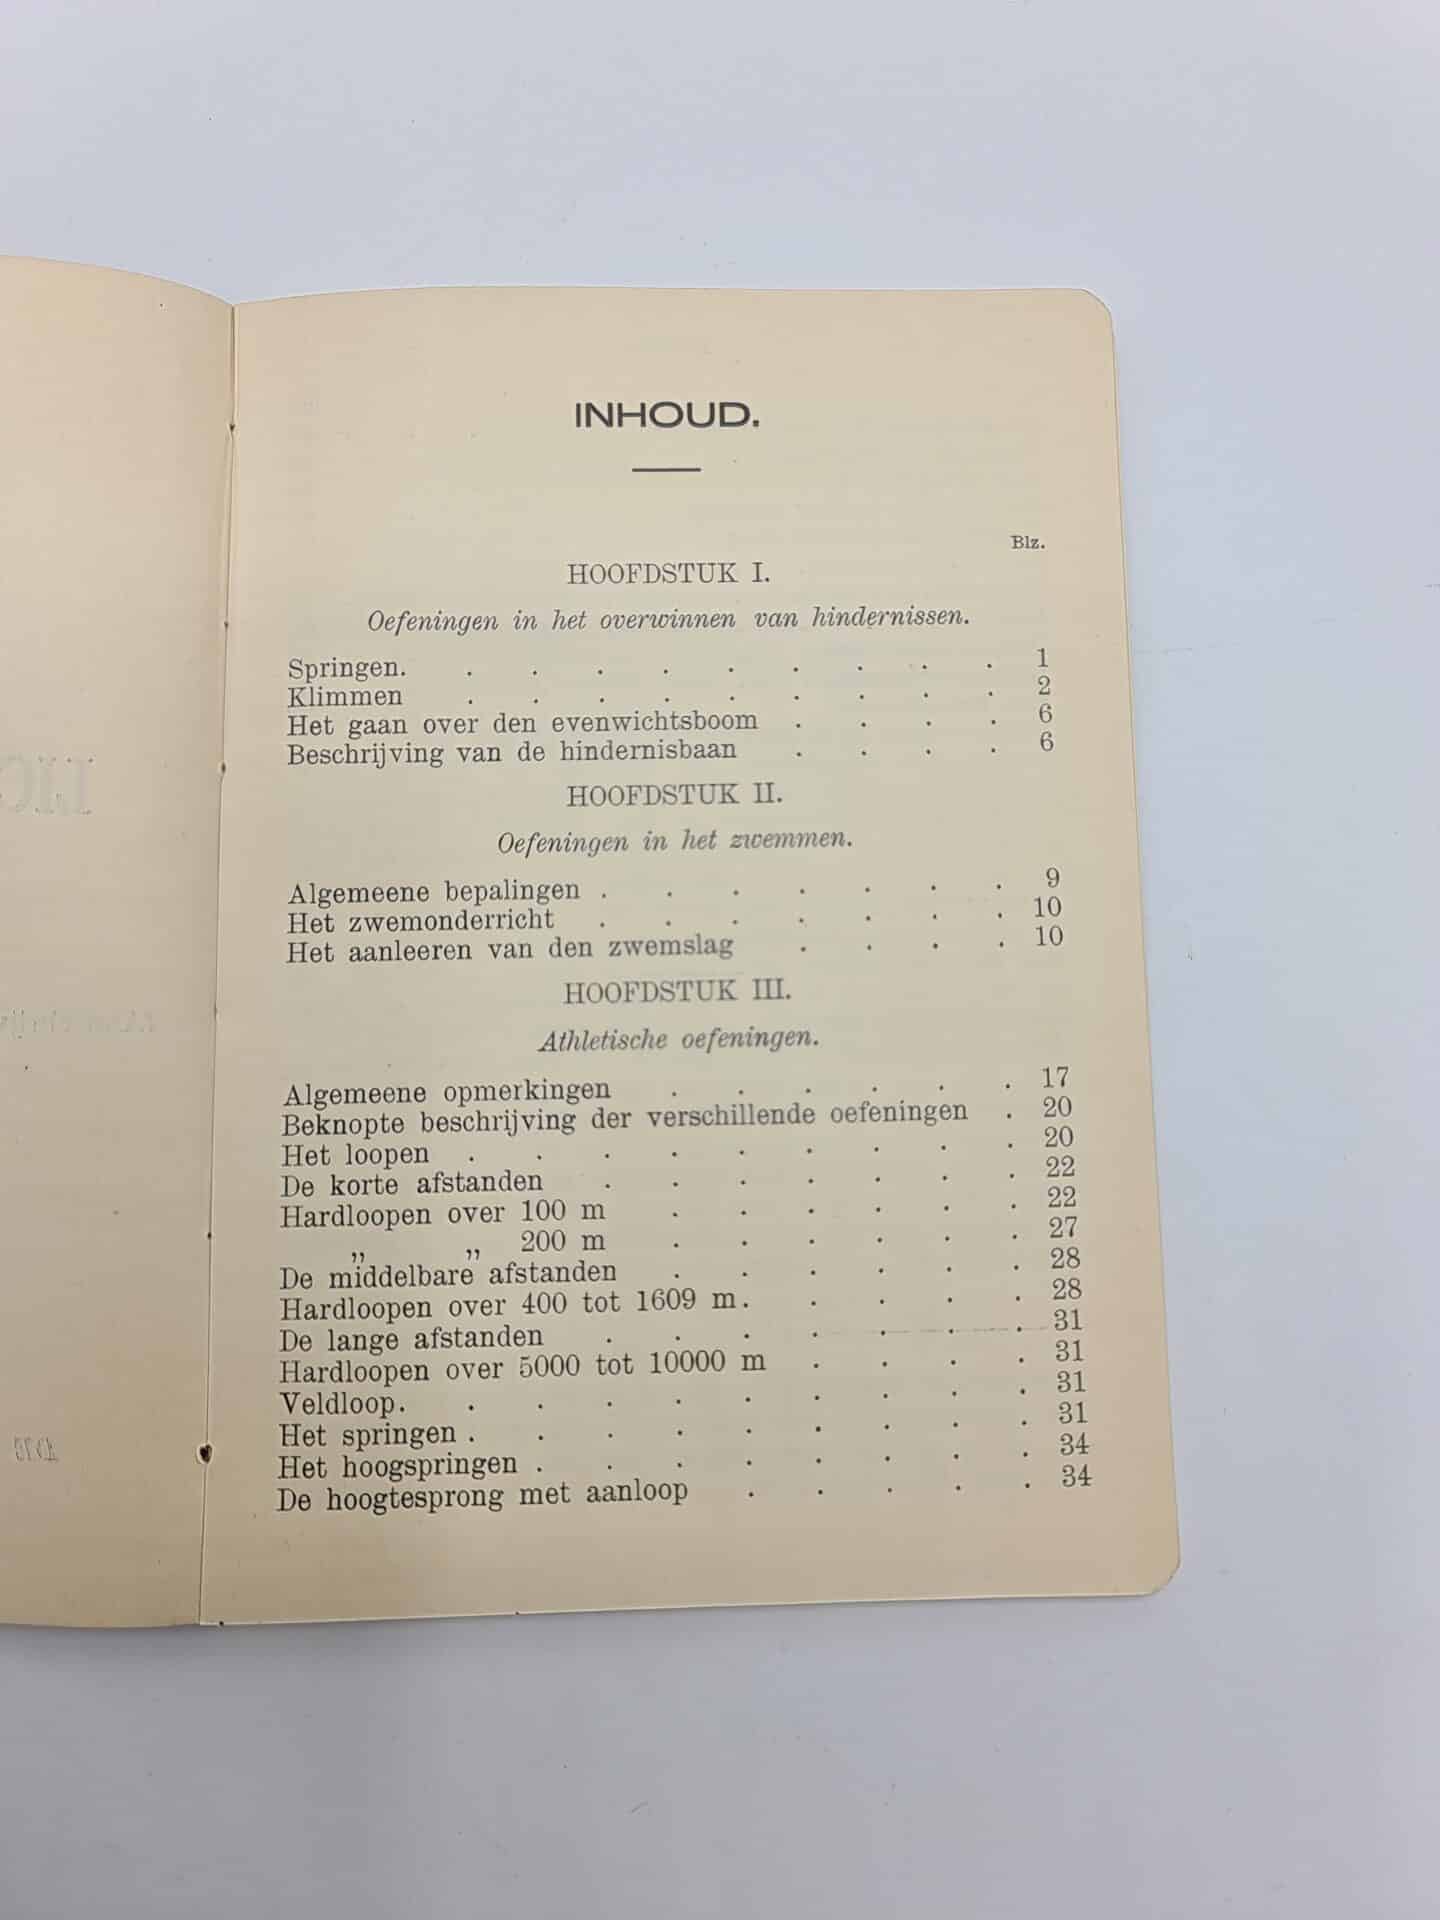 INHOUD.
Blz.
HOOFDSTUK I.
Oefeningen in het overwinnen van hindernissen.
Springen. . . . . . . . . . 1
Klimmen . . . . . . . . . 2
Het gaan over den evenwichtsboom . . . . 6
Beschrijving van de hindernisbaan . . . . 6
HOOFDSTUK II.
Oefeningen in het zwemmen.
Algemeene bepalingen . . . . . . . 9
Het zwemonderricht . . . . . . . 10
Het aanleeren van den zwemslag . . . . 10
HOOFDSTUK III.
Athletische oefeningen.
Algemeene opmerkingen . . . . . . 17
Beknopte beschrijving der verschillende oefeningen . 20
Het loopen . . . . . . . . . 20
De korte afstanden . . . . . . . 22
Hardloopen over 100 m . . . . . . 22
„ „ 200 m . . . . . . 27
De middelbare afstanden . . . . . . 28
Hardloopen over 400 tot 1609 m. . . . . 28
De lange afstanden . . . . . . . 31
Hardloopen over 5000 tot 10000 m . . . . 31
Veldloop. . . . . . . . . . 31
Het springen . . . . . . . . . 31
Het hoogspringen . . . . . . . . 34
De hoogtesprong met aanloop . . . . . 34